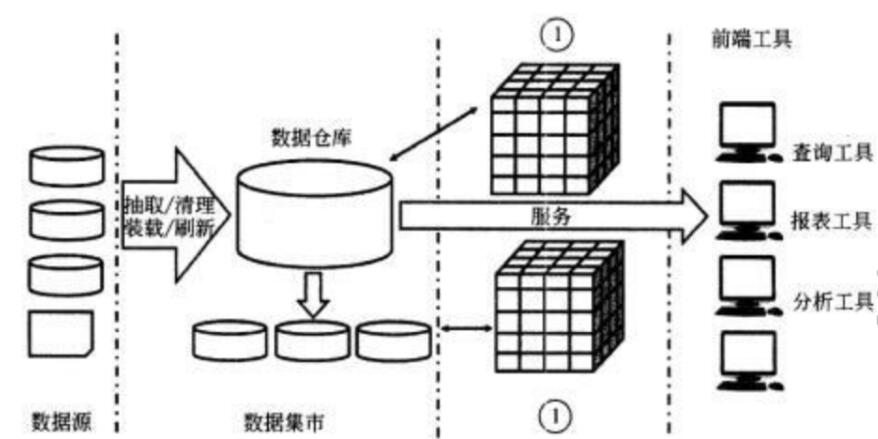 ①
前端工具
数据仓库
查询工具
抽取/清理
装载/刷新
服务
报表工具
分析工具
数据源
数据集市
①